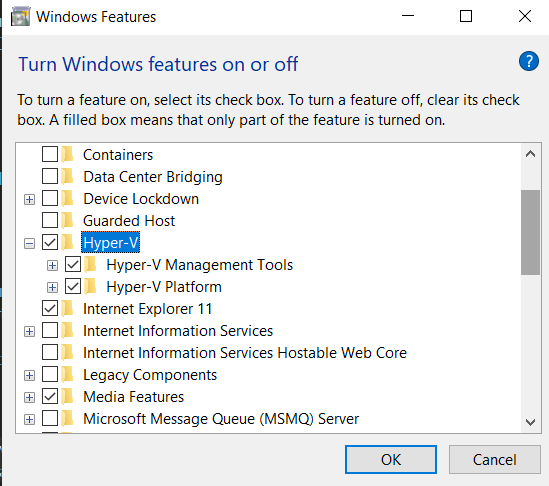 Windows Features
Turn Windows features on or off
?
To turn a feature on, select its check box. To turn a feature off, clear its check
box. A filled box means that only part of the feature is turned on.
Containers
Data Center Bridging
Device Lockdown
Guarded Host
Hyper-V
Hyper-V Management Tools
Hyper-V Platform
Internet Explorer 11
Internet Information Services
Internet Information Services Hostable Web Core
Legacy Components
Media Features
Microsoft Message Queue (MSMQ) Server
OK
Cancel